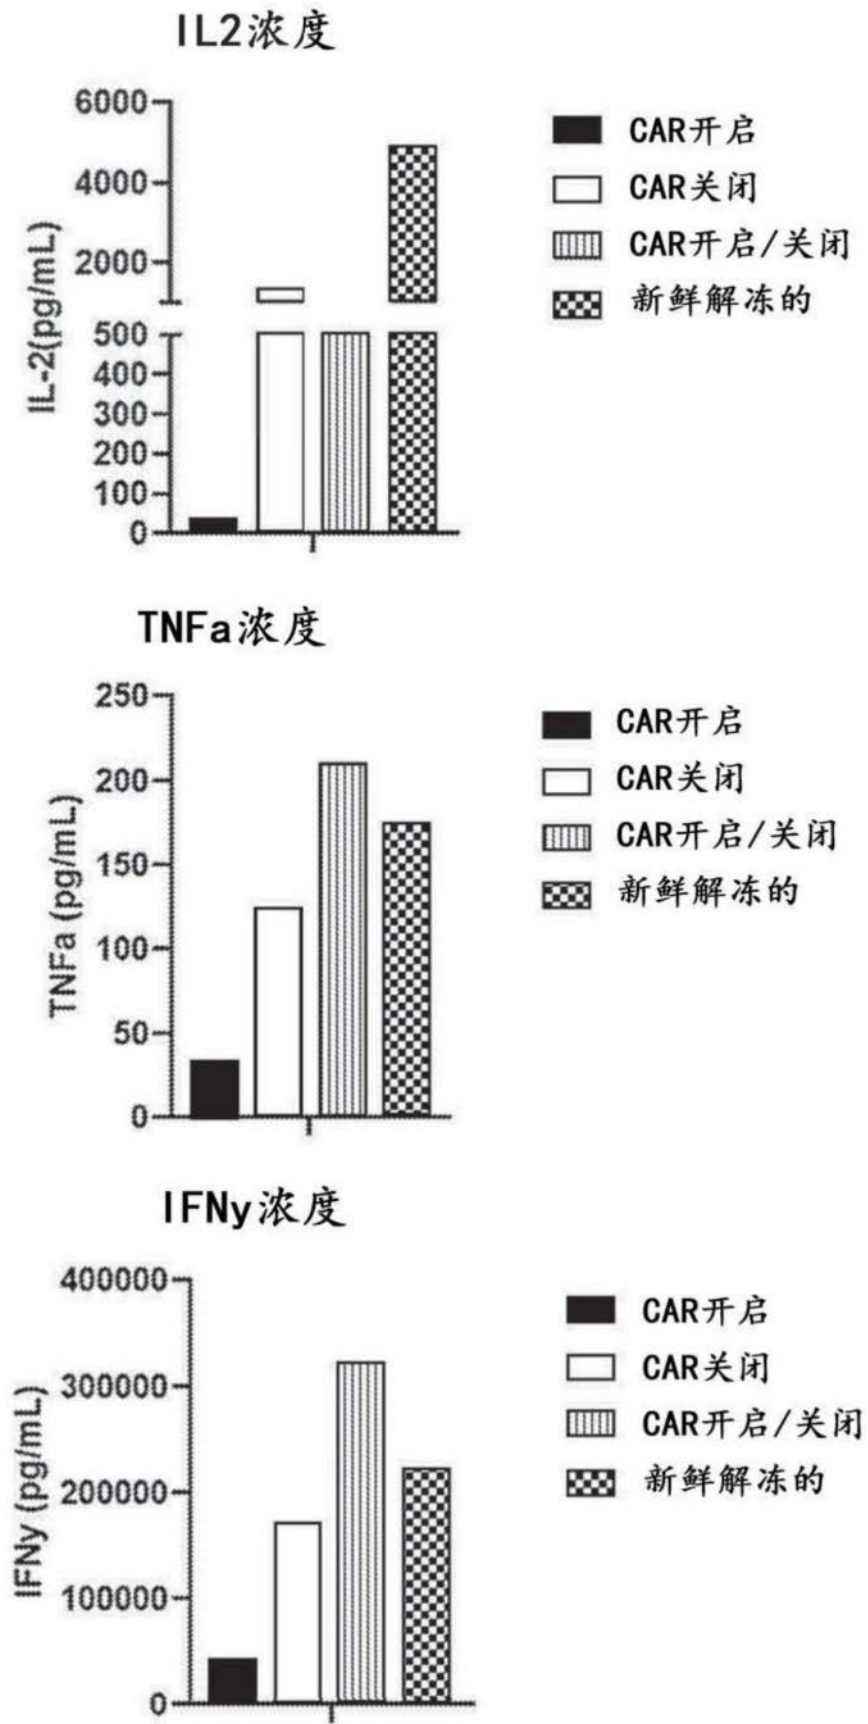 IL2浓度
6000
4000
2000
500
400
300
200
100
0
IL-2(pg/mL)
CAR开启
CAR关闭
CAR开启/关闭
新鲜解冻的
TNFa浓度
250
200
150
100
50
0
TNFa (pg/mL)
CAR开启
CAR关闭
CAR开启/关闭
新鲜解冻的
IFNy浓度
400000
300000
200000
100000
0
IFNy (pg/mL)
CAR开启
CAR关闭
CAR开启/关闭
新鲜解冻的